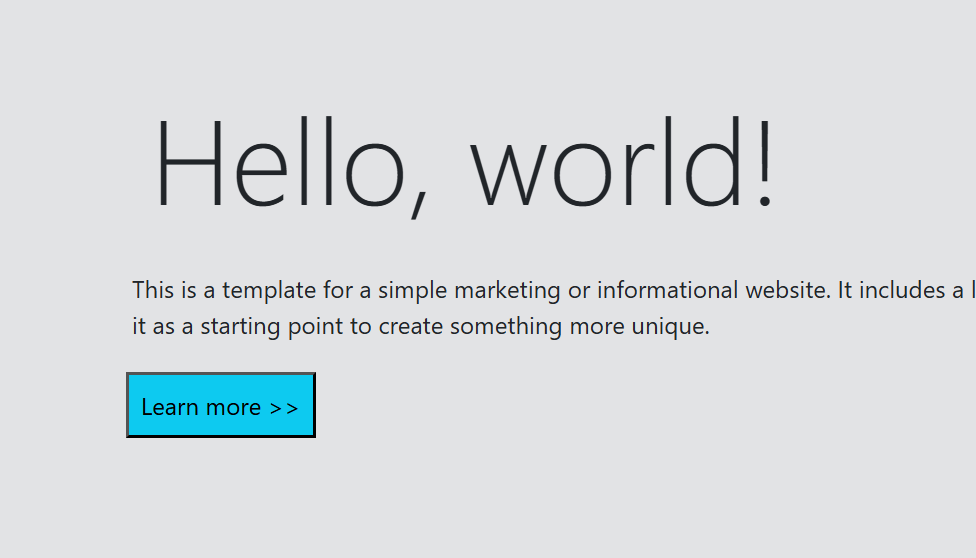 Hello, world!
This is a template for a simple marketing or informational website. It includes a
it as a starting point to create something more unique.
Learn more >>